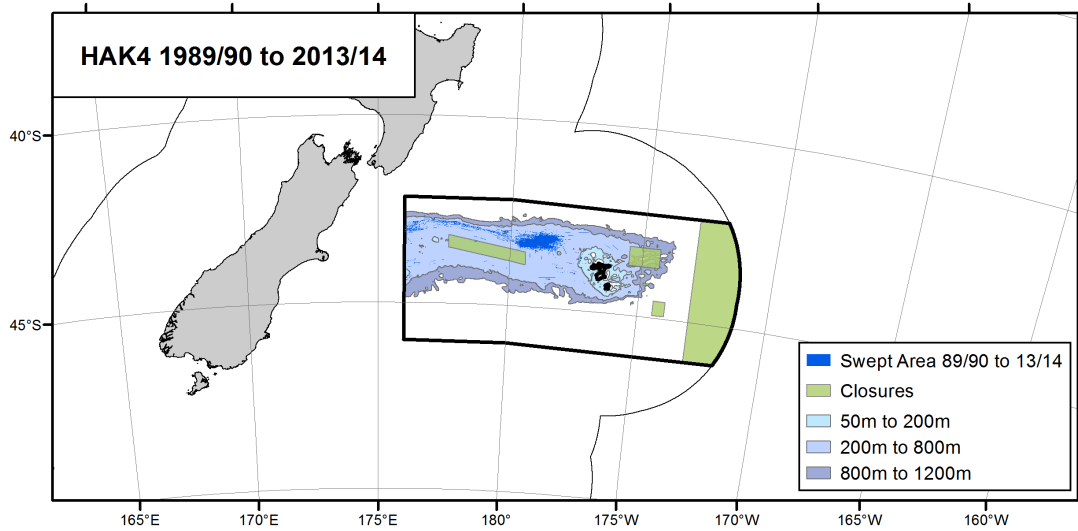 HAK4 1989/90 to 2013/14
40°S
45°S
Swept Area 89/90 to 13/14
Closures
50m to 200m
200m to 800m
800m to 1200m
165°E
170°E
175°E
180°
175°W
170°W
165°W
160°W